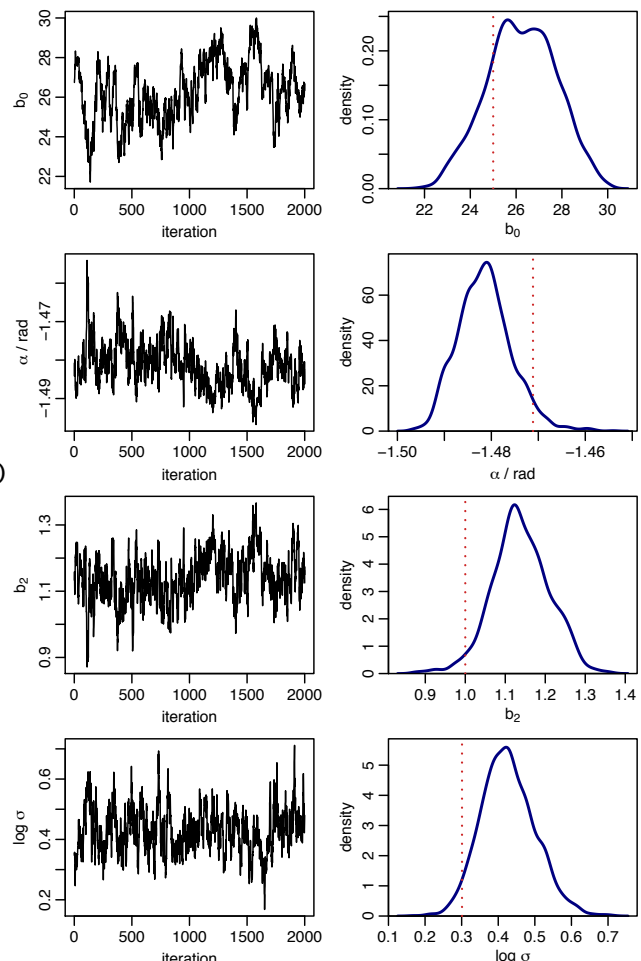 30
28
26
24
22
b0
0 500 1000 1500 2000
iteration
0.20
0.10
0.00
density
22 24 26 28 30
b0
−1.47
−1.49
α / rad
0 500 1000 1500 2000
iteration
60
40
20
0
density
−1.50 −1.48 −1.46
α / rad
)
1.3
1.1
0.9
b2
0 500 1000 1500 2000
iteration
6
5
4
3
2
1
0
density
0.9 1.0 1.1 1.2 1.3 1.4
b2
0.6
0.4
0.2
log σ
0 500 1000 1500 2000
iteration
5
4
3
2
1
0
density
0.1 0.2 0.3 0.4 0.5 0.6 0.7
log σ